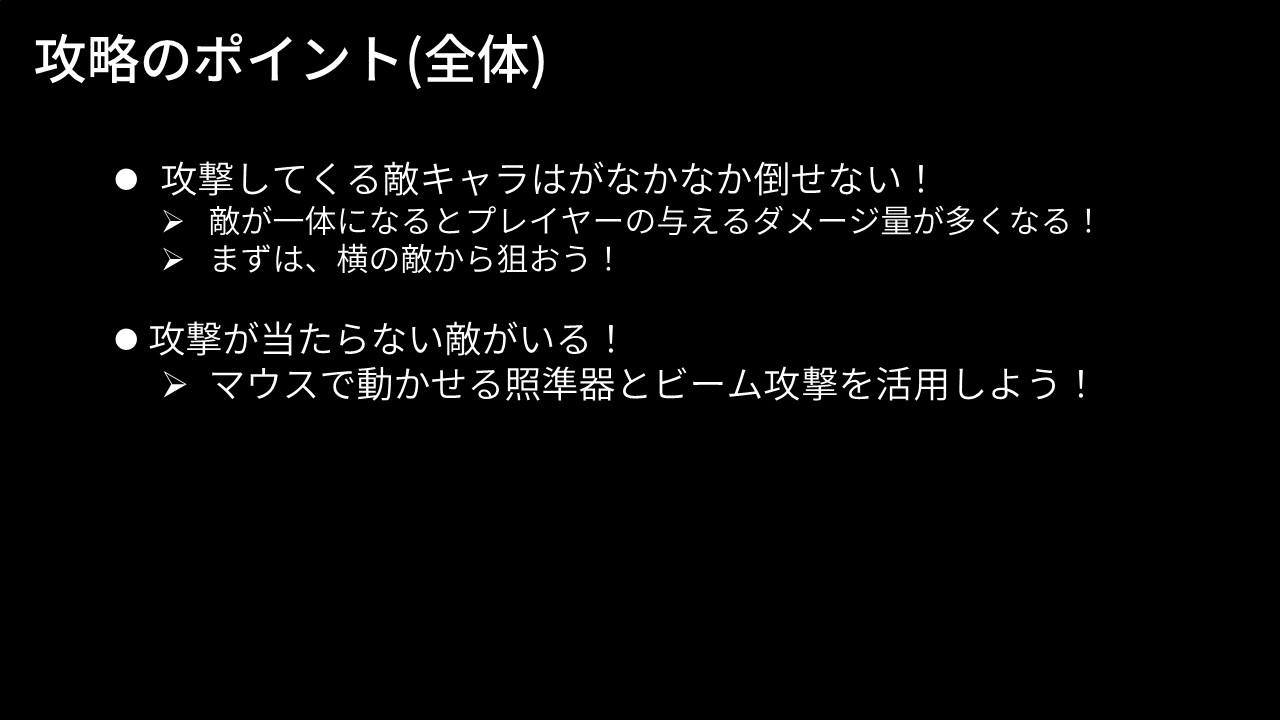 攻略のポイント(全体)
● 攻撃してくる敵キャラはがなかなか倒せない！
➢ 敵が一体になるとプレイヤーの与えるダメージ量が多くなる！
➢ まずは、横の敵から狙おう！
● 攻撃が当たらない敵がいる！
➢ マウスで動かせる照準器とビーム攻撃を活用しよう！